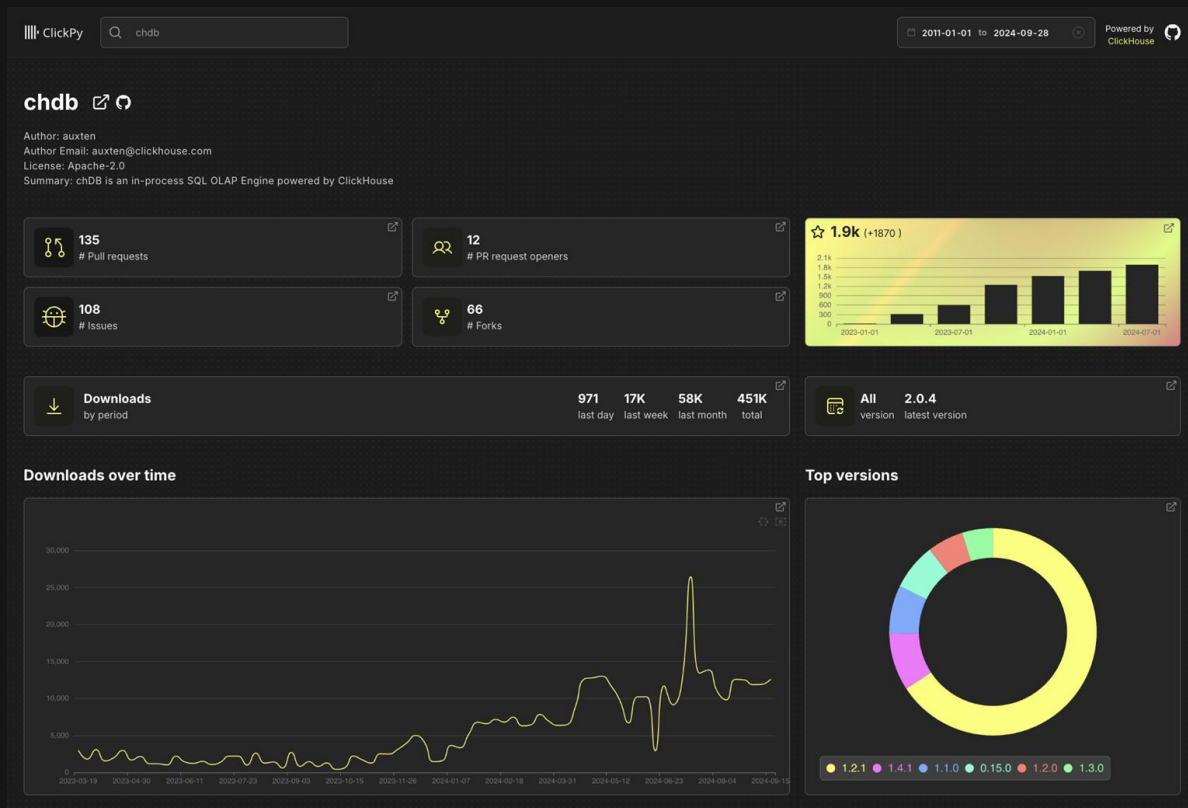 ClickPy
chdb
2011-01-01 to 2024-09-28
Powered by
ClickHouse
chdb
Author: auxten
Author Email: auxten@clickhouse.com
License: Apache-2.0
Summary: chDB is an in-process SQL OLAP Engine powered by ClickHouse
135
# Pull requests
12
# PR request openers
108
# Issues
66
# Forks
1.9k (+1870 )
2.1k
1.8k
1.5k
1.2k
900
600
300
0
2023-01-01 2023-07-01 2024-01-01 2024-07-01
Downloads
by period
971 17K 58K 451K
last day last week last month total
All 2.0.4
version latest version
Downloads over time
30,000
25,000
20,000
15,000
10,000
5,000
0
2023-03-19 2023-04-30 2023-06-11 2023-07-23 2023-09-03 2023-10-15 2023-11-26 2024-01-07 2024-02-18 2024-03-31 2024-05-12 2024-06-23 2024-08-04 2024-09-15
Top versions
1.2.1 1.4.1 1.1.0 0.15.0 1.2.0 1.3.0